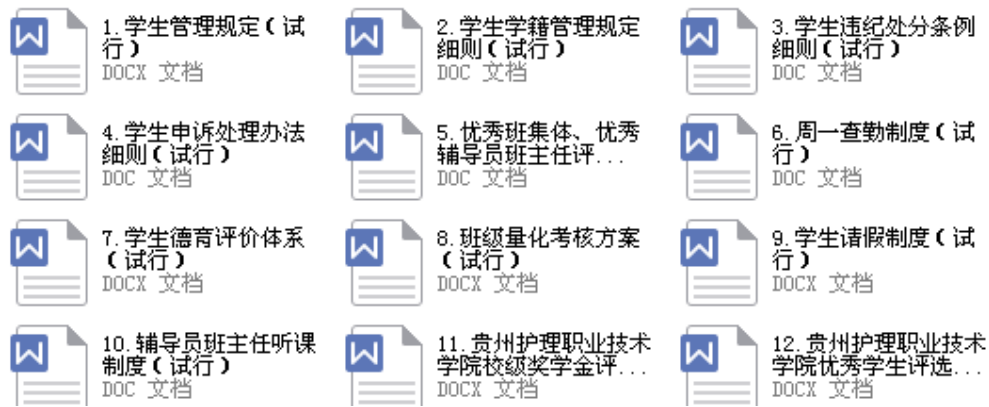 1.学生管理规定(试
行)
DOCX 文档
2.学生学籍管理规定
细则(试行)
DOC 文档
3.学生违纪处分条例
细则(试行)
DOC 文档
4.学生申诉处理办法
细则(试行)
DOC 文档
5.优秀班集体、优秀
辅导员班主任评...
DOC 文档
6.周一查勤制度(试
行)
DOC 文档
7.学生德育评价体系
(试行)
DOCX 文档
8.班级量化考核方案
(试行)
DOCX 文档
9.学生请假制度(试
行)
DOCX 文档
10.辅导员班主任听课
制度(试行)
DOC 文档
11.贵州护理职业技术
学院校级奖学金评...
DOCX 文档
12.贵州护理职业技术
学院优秀学生评选...
DOCX 文档